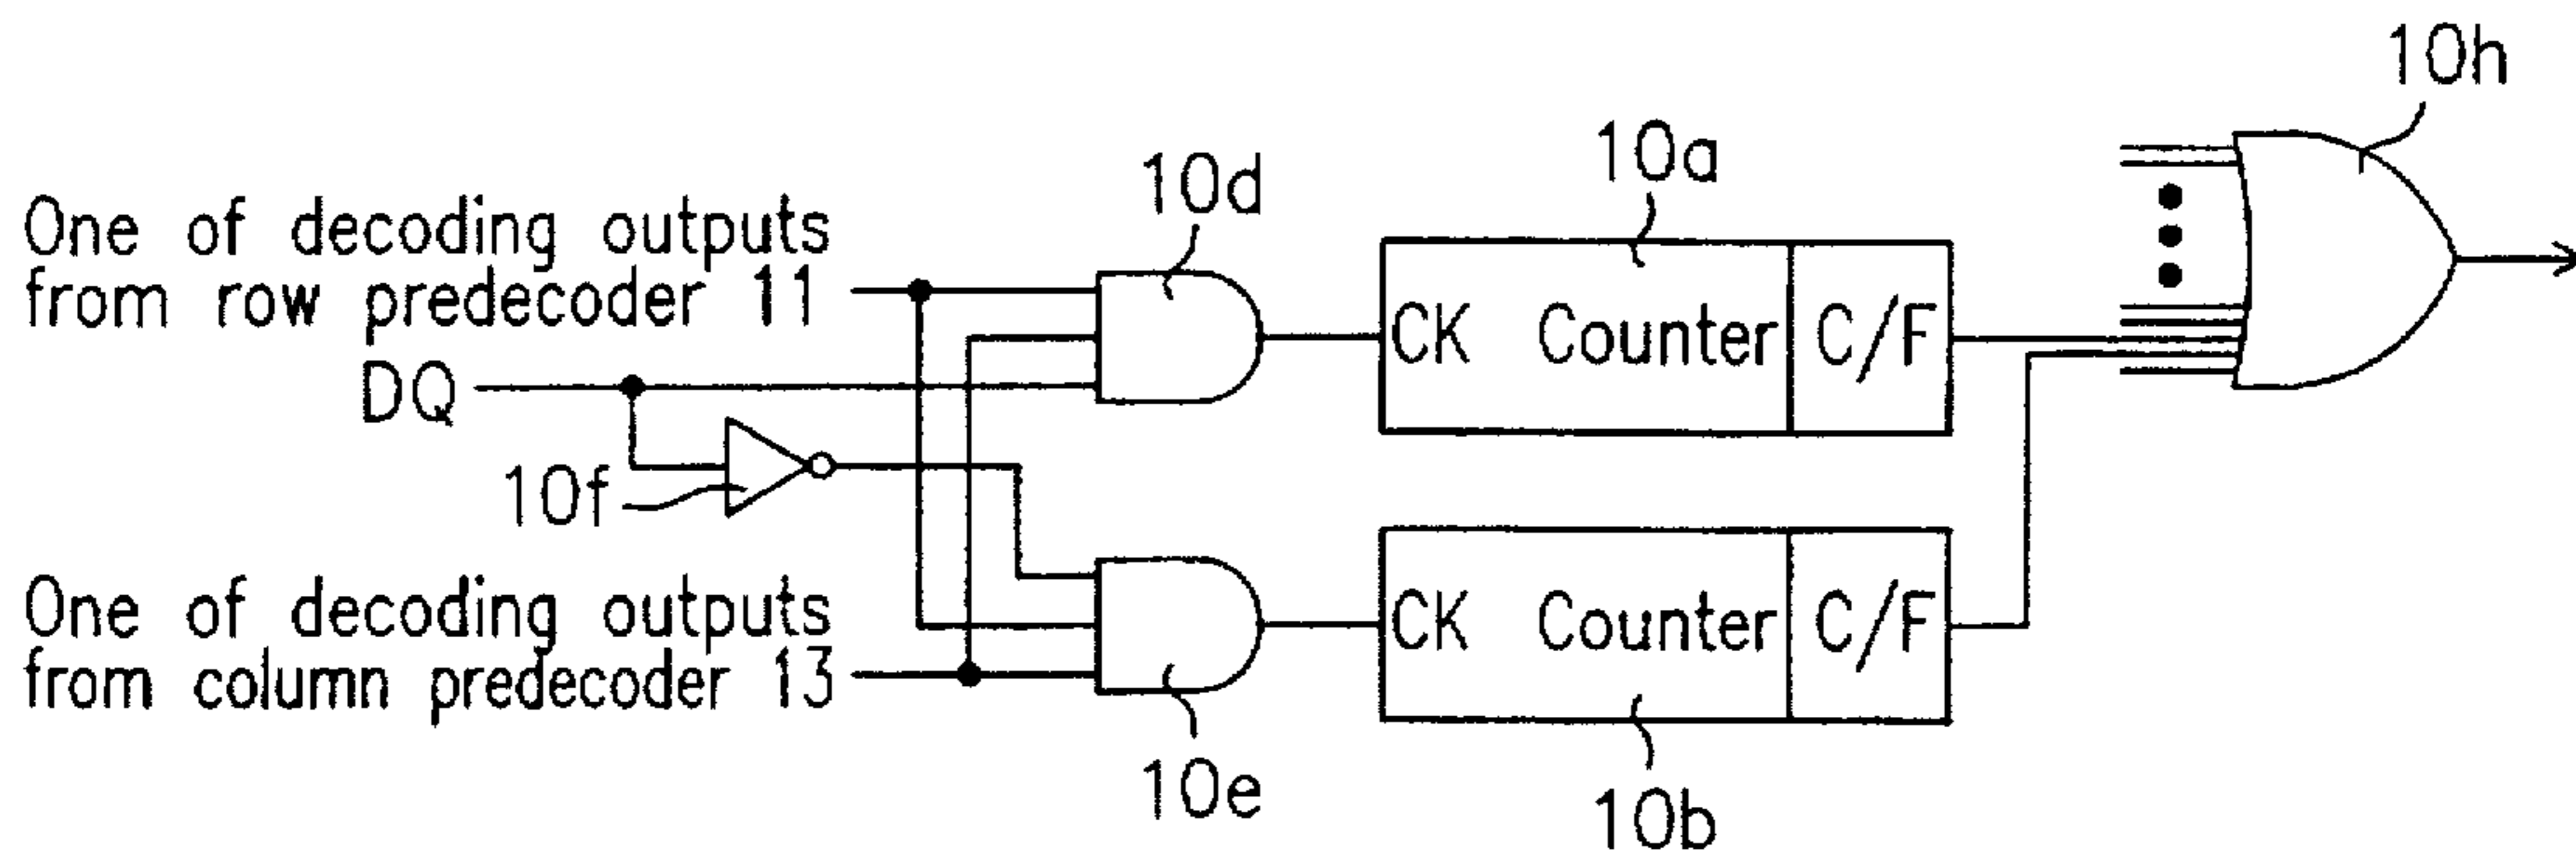 10h
10a
10d
One of decoding outputs
from row predecoder 11
CK Counter C/F
DQ
10f
One of decoding outputs
from column predecoder 13
CK Counter C/F
10e
10b